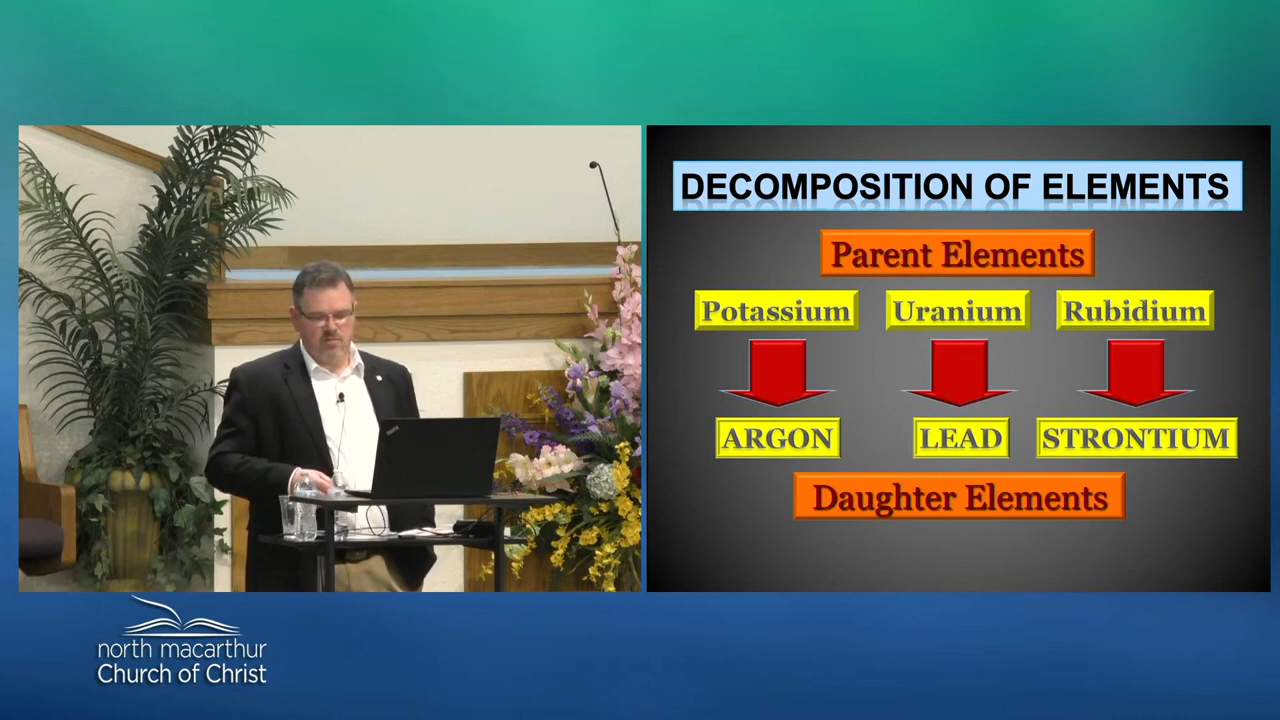 DECOMPOSITION OF ELEMENTS
Parent Elements
Potassium Uranium Rubidium
ARGON LEAD STRONTIUM
Daughter Elements
north macarthur
Church of Christ